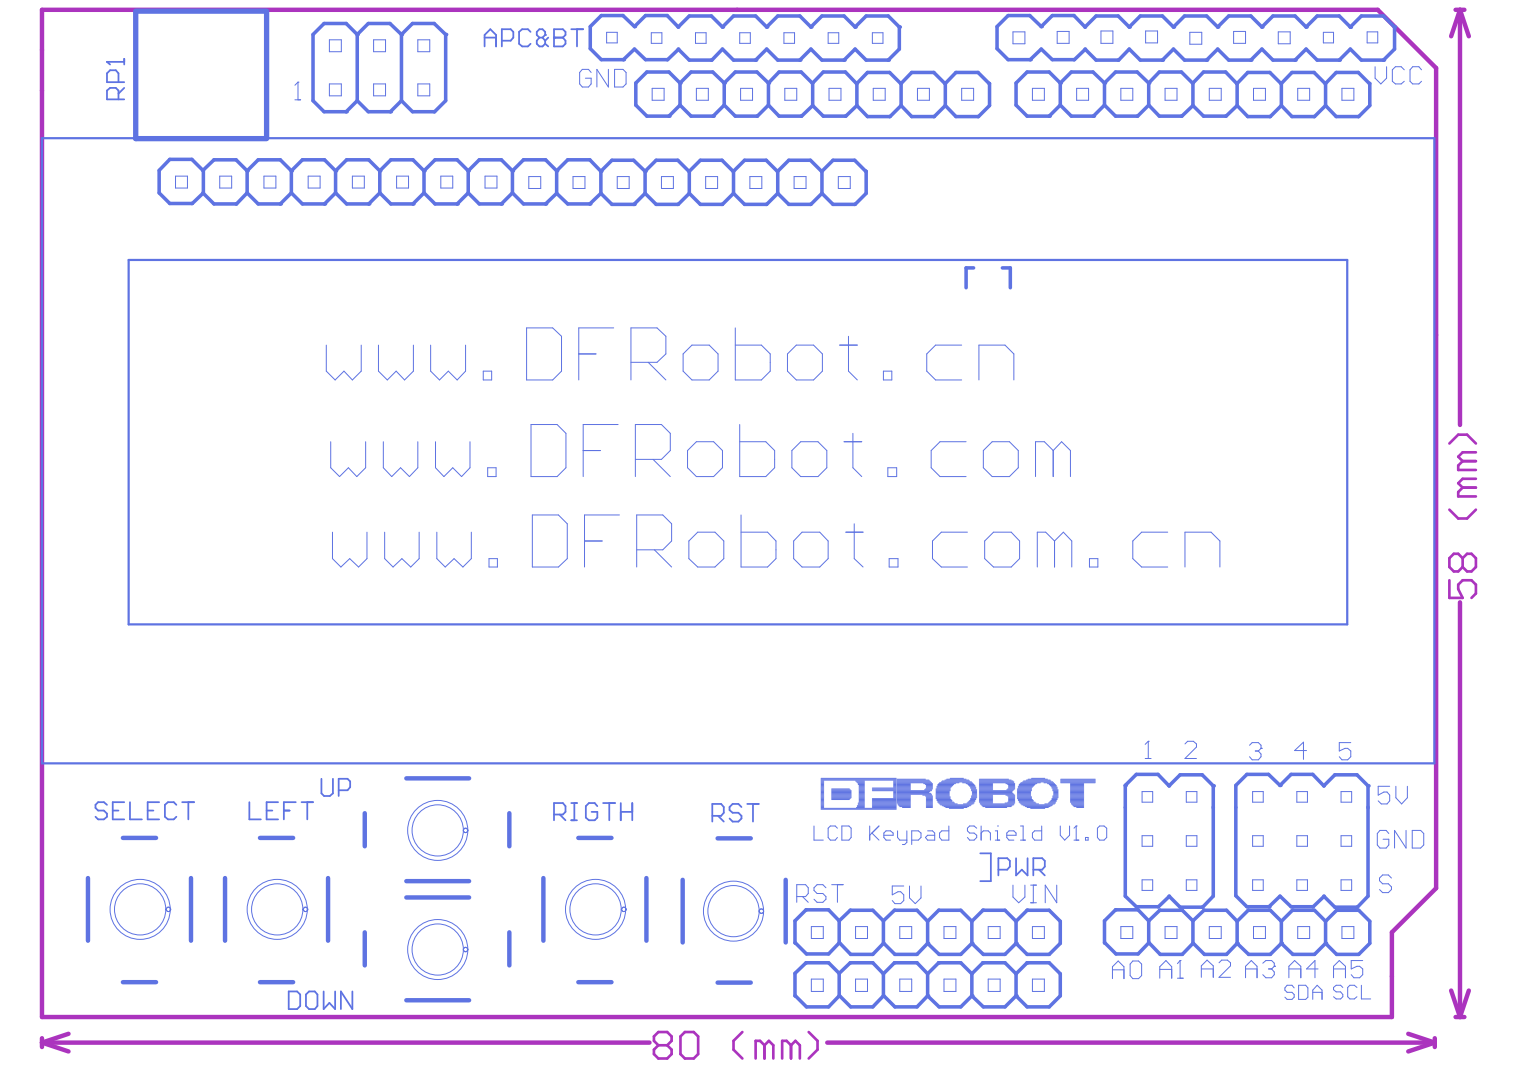 RP1
1
APC&BT
GND
VCC
www.DFRobot.cn
www.DFRobot.com
www.DFRobot.com.cn
58 (mm)
1 2 3 4 5
SELECT LEFT UP RIGTH RST
DFROBOT
LCD Keypad Shield V1.0
PWR
5V
GND
S
RST 5V VIN
DOWN
A0 A1 A2 A3 A4 A5
SDA SCL
80 (mm)